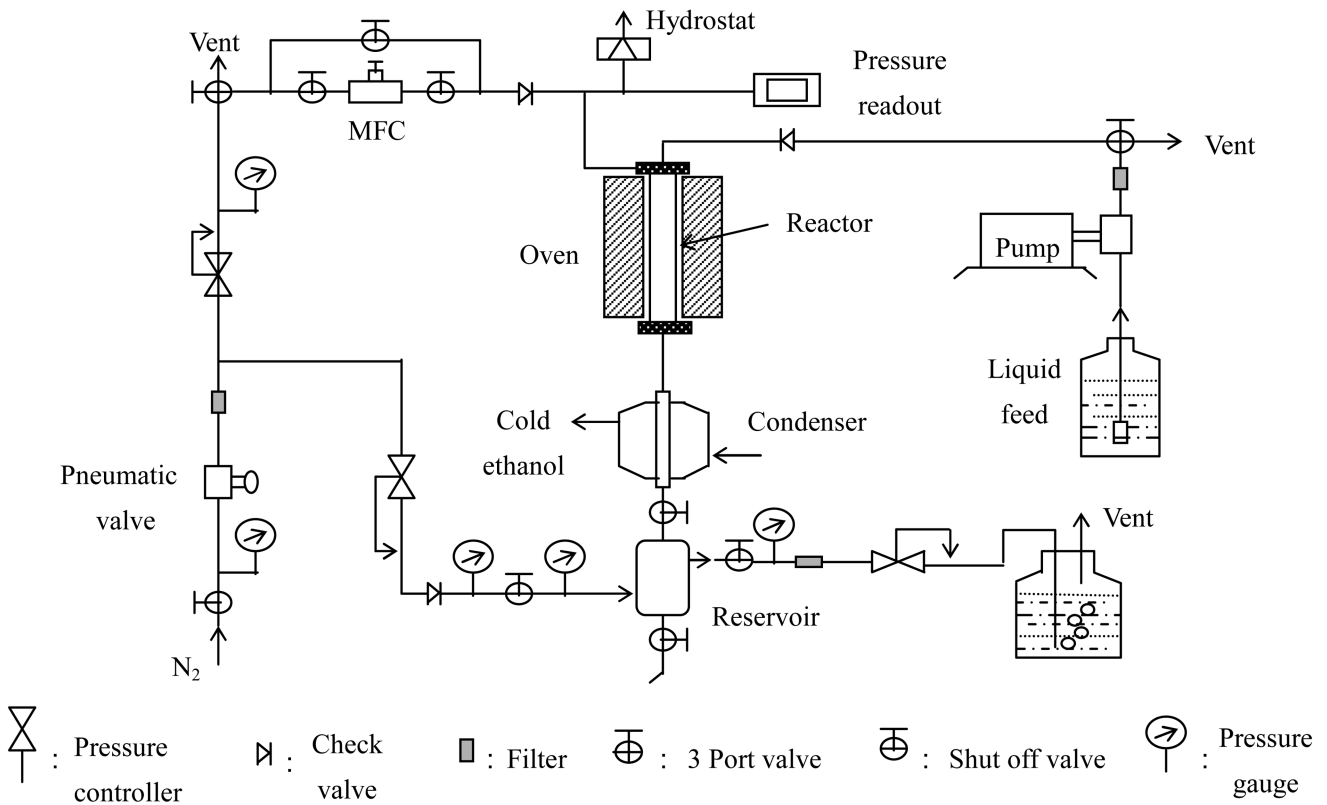 Hydrostat
Vent
Pressure
readout
MFC
Vent
Reactor
Oven
Pump
Liquid
feed
Cold
ethanol
Condenser
Pneumatic
valve
Vent
Reservoir
N₂
: Pressure
controller
: Check
valve
: Filter
: 3 Port valve
: Shut off valve
: Pressure
gauge